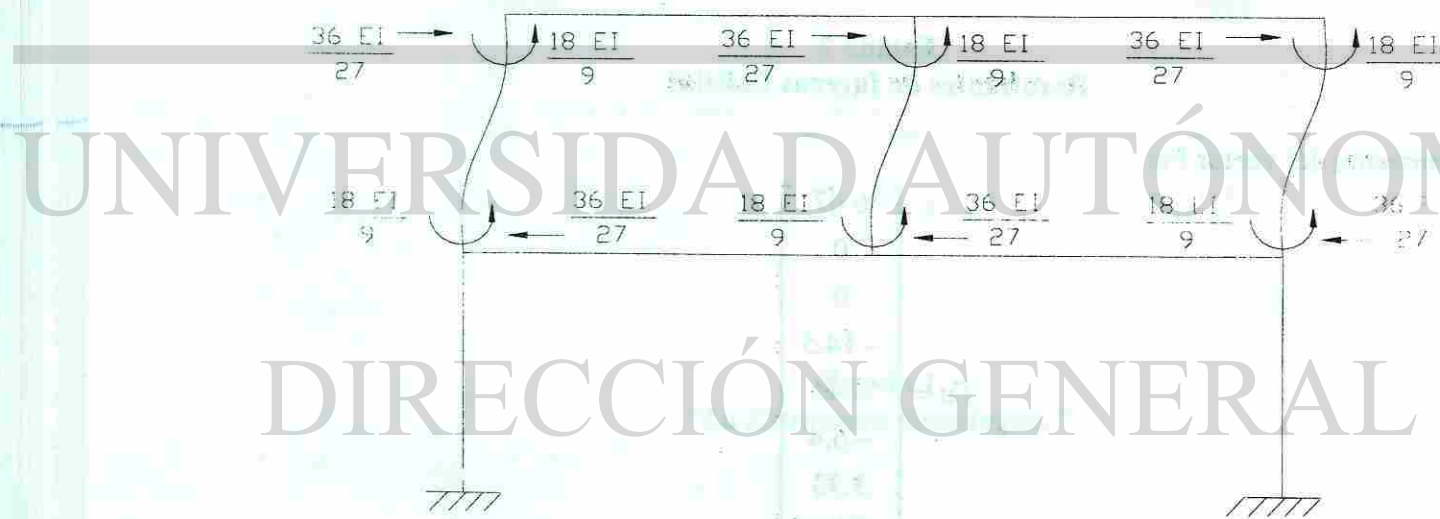 36 EI 18 EI 36 EI 18 EI 36 EI 18 EI
27 9 27 9 27 9
UNIVERSIDAD AUTÓNOM
18 EI 36 EI 18 EI 36 EI 18 EI 36
9 27 9 27 9 27
DIRECCIÓN GENERAL